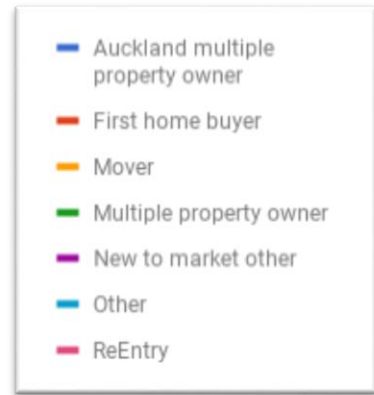 Auckland multiple
property owner
First home buyer
Mover
Multiple property owner
New to market other
Other
ReEntry